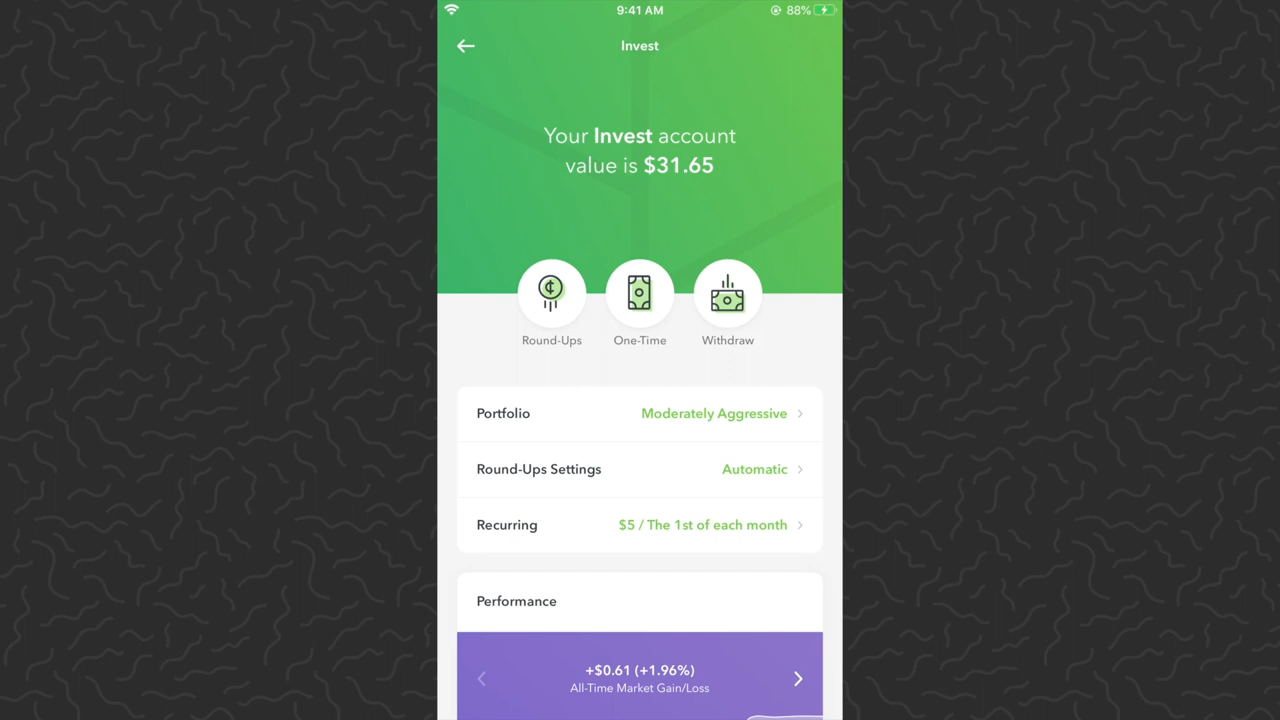 9:41 AM
88%
Invest
Your Invest account
value is $31.65
Round-Ups
One-Time
Withdraw
Portfolio Moderately Aggressive
Round-Ups Settings Automatic
Recurring $5 / The 1st of each month
Performance
+$0.61 (+1.96%)
All-Time Market Gain/Loss